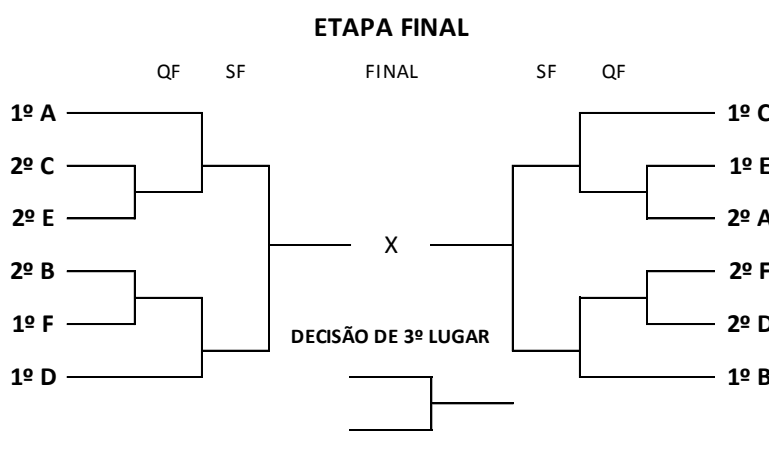 ETAPA FINAL
QF SF FINAL SF QF
1º A 1º C
2º C 1º E
2º E 2º A
X
2º B 2º F
1º F 2º D
DECISÃO DE 3º LUGAR
1º D 1º B